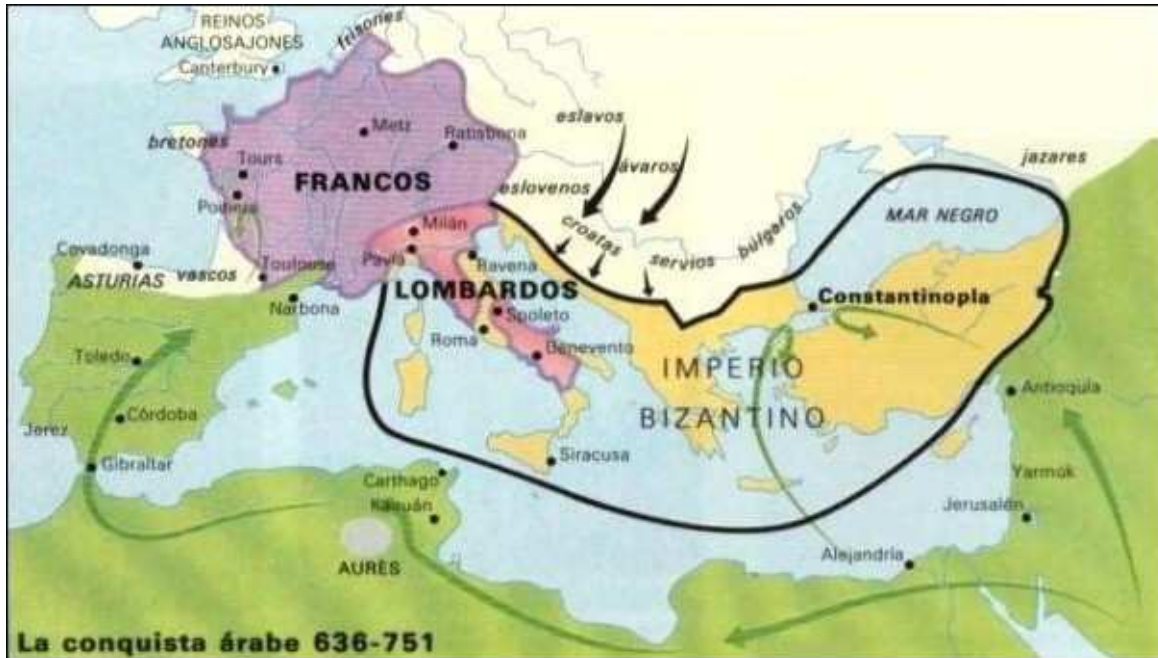 REINOS
ANGLOSAJONES
Canterbury
frisones
bretones
Metz
Ratisbona
Tours
FRANCOS
Poitiers
eslavos
ávaros
eslovenos
croatas
servios
búlgaros
jazares
MAR NEGRO
Covadonga
ASTURIAS
vascos
Toulouse
Narbona
Milán
Pavía
Ravena
LOMBARDOS
Spoleto
Roma
Benevento
Constantinopla
IMPERIO
BIZANTINO
Toledo
Córdoba
Jerez
Gibraltar
Siracusa
Carthago
Kairuán
AURÈS
Antioquía
Yarmuk
Jerusalén
Alejandría
La conquista árabe 636-751